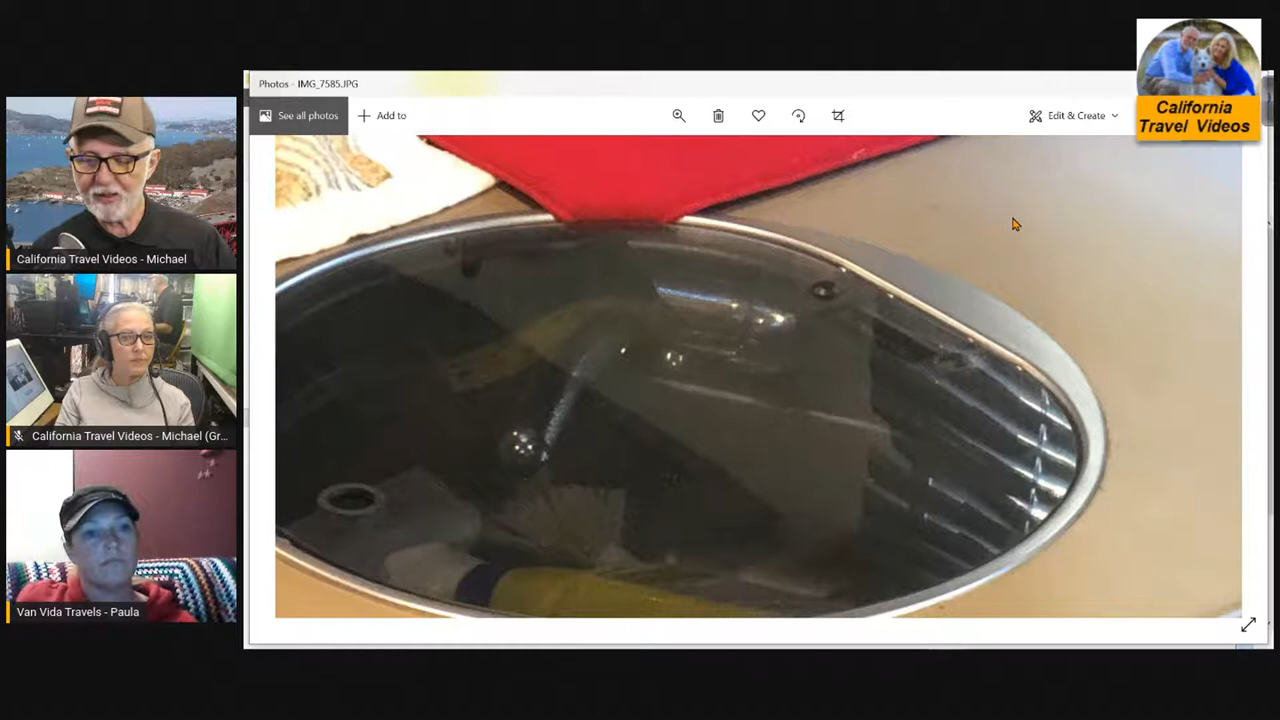 Photos - IMG_7585.JPG
See all photos
Add to
Edit & Create
California
Travel Videos
California Travel Videos - Michael
California Travel Videos - Michael (Gr...
Van Vida Travels - Paula